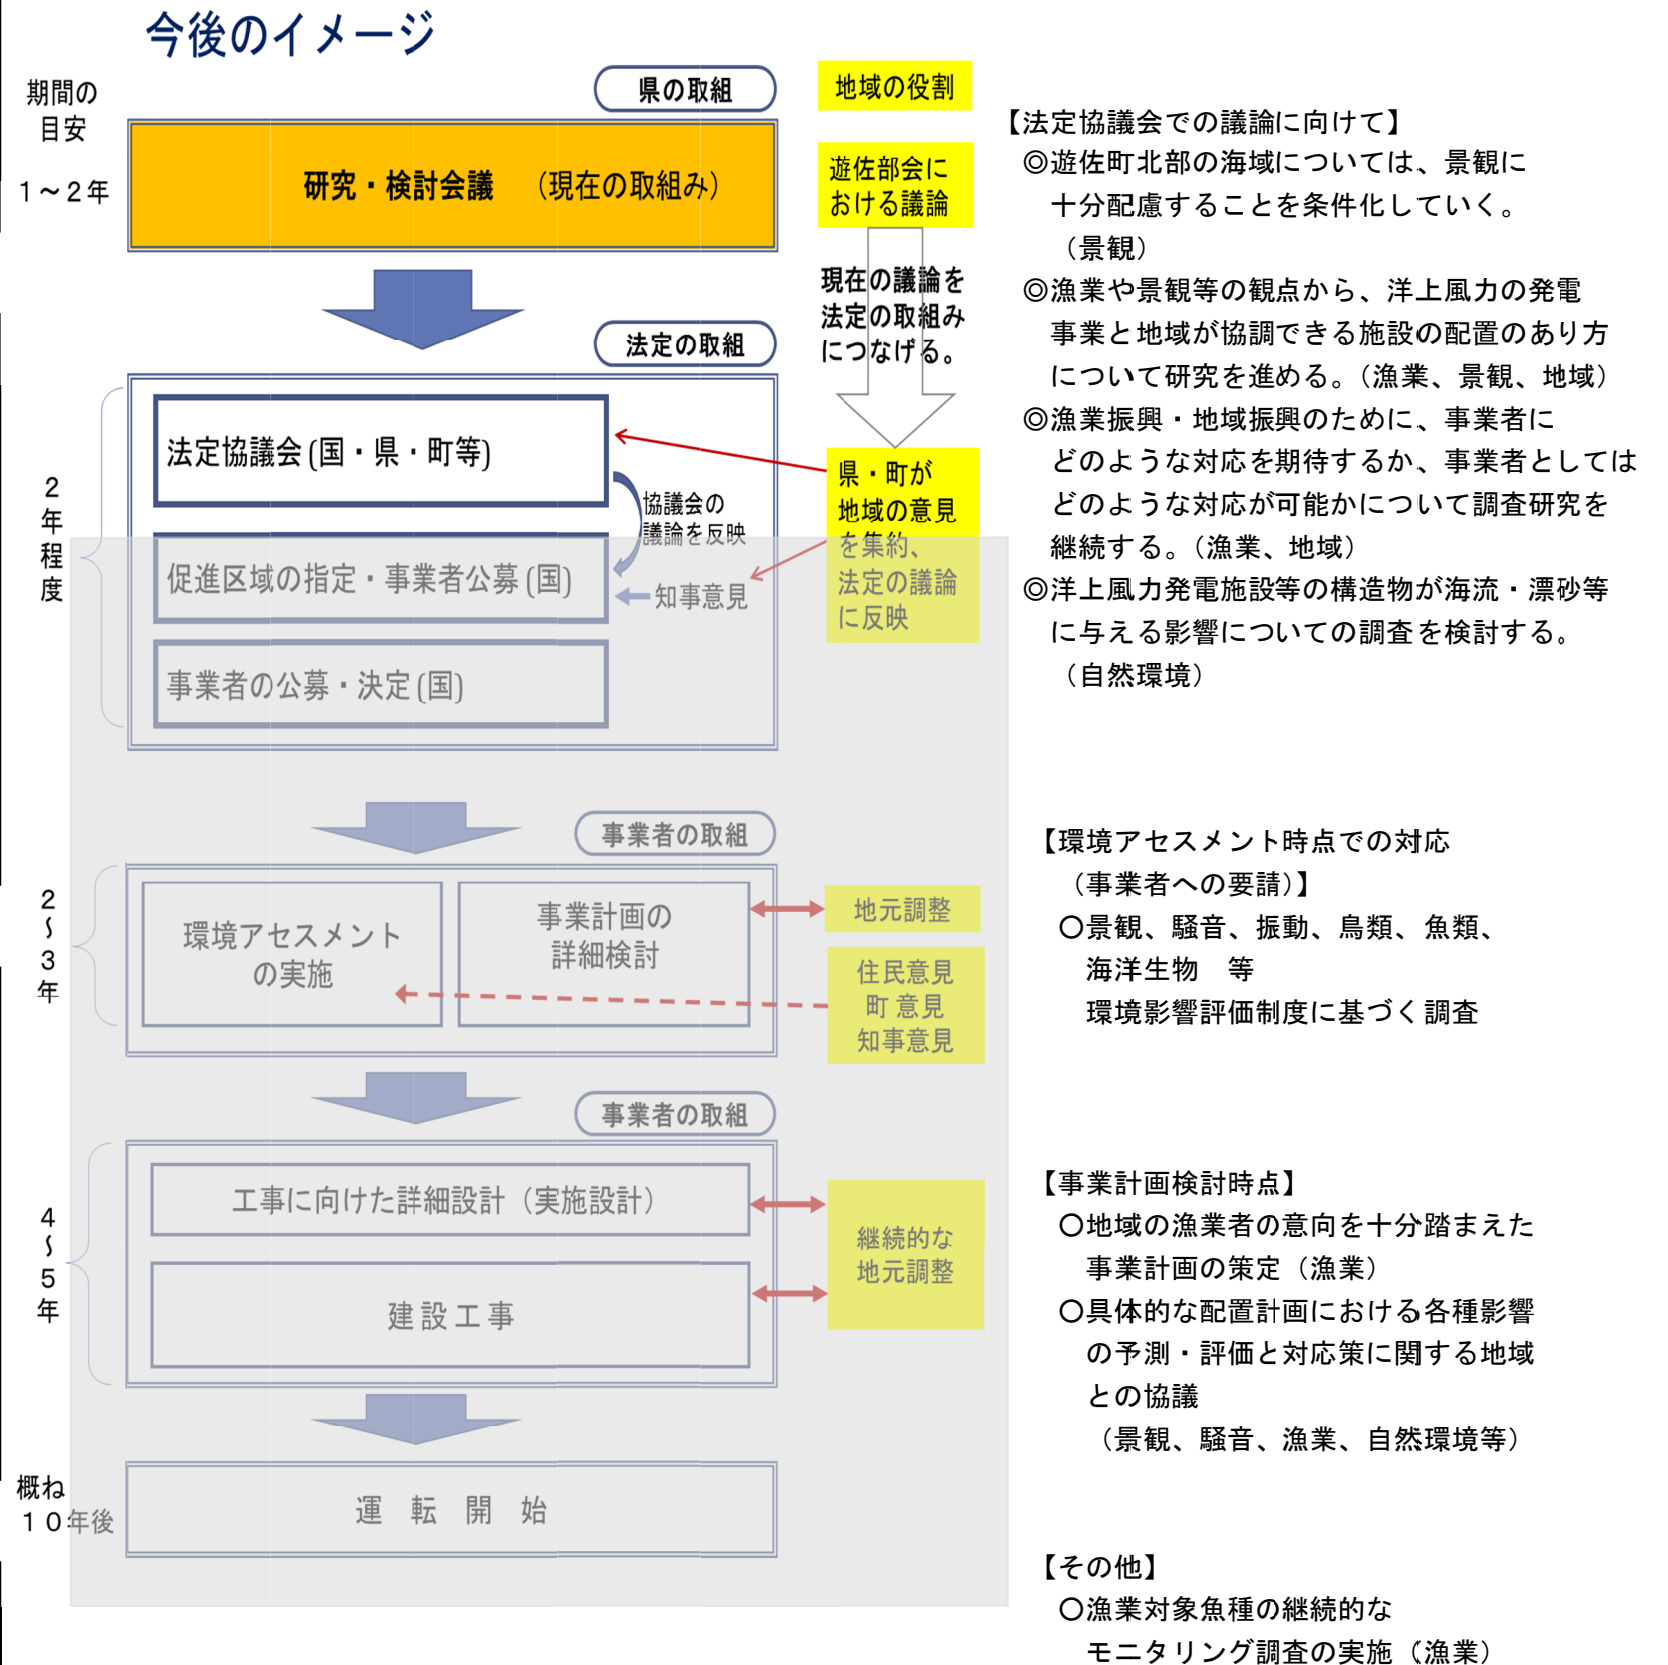 今後のイメージ
期間の
目安
県の取組
地域の役割
1～2年
研究・検討会議　（現在の取組み）
遊佐部会に
おける議論
現在の議論を
法定の取組み
につなげる。
法定の取組
2年程度
法定協議会(国・県・町等)
協議会の
議論を反映
促進区域の指定・事業者公募(国)
知事意見
事業者の公募・決定(国)
県・町が
地域の意見
を集約、
法定の議論
に反映
事業者の取組
2～3年
環境アセスメント
の実施
事業計画の
詳細検討
地元調整
住民意見
町 意見
知事意見
事業者の取組
4～5年
工事に向けた詳細設計（実施設計）
建設工事
継続的な
地元調整
概ね
１０年後
運　転　開　始
【法定協議会での議論に向けて】
◎遊佐町北部の海域については、景観に
十分配慮することを条件化していく。
（景観）
◎漁業や景観等の観点から、洋上風力の発電
事業と地域が協調できる施設の配置のあり方
について研究を進める。（漁業、景観、地域）
◎漁業振興・地域振興のために、事業者に
どのような対応を期待するか、事業者としては
どのような対応が可能かについて調査研究を
継続する。（漁業、地域）
◎洋上風力発電施設等の構造物が海流・漂砂等
に与える影響についての調査を検討する。
（自然環境）
【環境アセスメント時点での対応
（事業者への要請）】
〇景観、騒音、振動、鳥類、魚類、
海洋生物　等
環境影響評価制度に基づく調査
【事業計画検討時点】
〇地域の漁業者の意向を十分踏まえた
事業計画の策定（漁業）
〇具体的な配置計画における各種影響
の予測・評価と対応策に関する地域
との協議
（景観、騒音、漁業、自然環境等）
【その他】
〇漁業対象魚種の継続的な
モニタリング調査の実施（漁業）